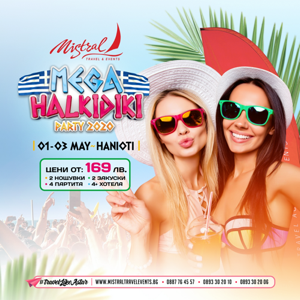 Mistral
TRAVEL & EVENTS
MEGA
HALKIDIKI
PARTY 2020
01-03 MAY - HANIOTI
ЦЕНИ ОТ: 169 ЛВ.
• 2 НОЩУВКИ • 2 ЗАКУСКИ
• 4 ПАРТИТА • 4* ХОТЕЛА
#TravelLikeAStar
WWW.MISTRALTRAVELEVENTS.BG
0887 76 45 57
0893 30 20 10
0893 30 20 06